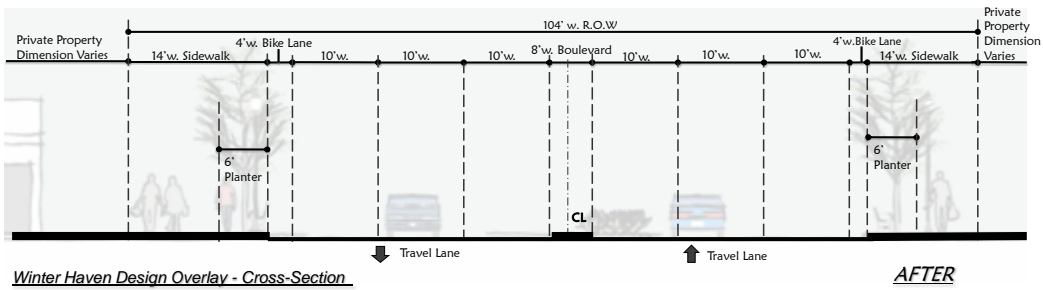 104' w. R.O.W
Private
Property
Dimension
Varies
Private Property
Dimension Varies
14'w. Sidewalk
4'w. Bike Lane
10'w.
10'w.
10'w.
8'w. Boulevard
10'w.
10'w.
10'w.
4'w.Bike Lane
14'w. Sidewalk
6'
Planter
6'
Planter
CL
Travel Lane
Travel Lane
Winter Haven Design Overlay - Cross-Section
AFTER